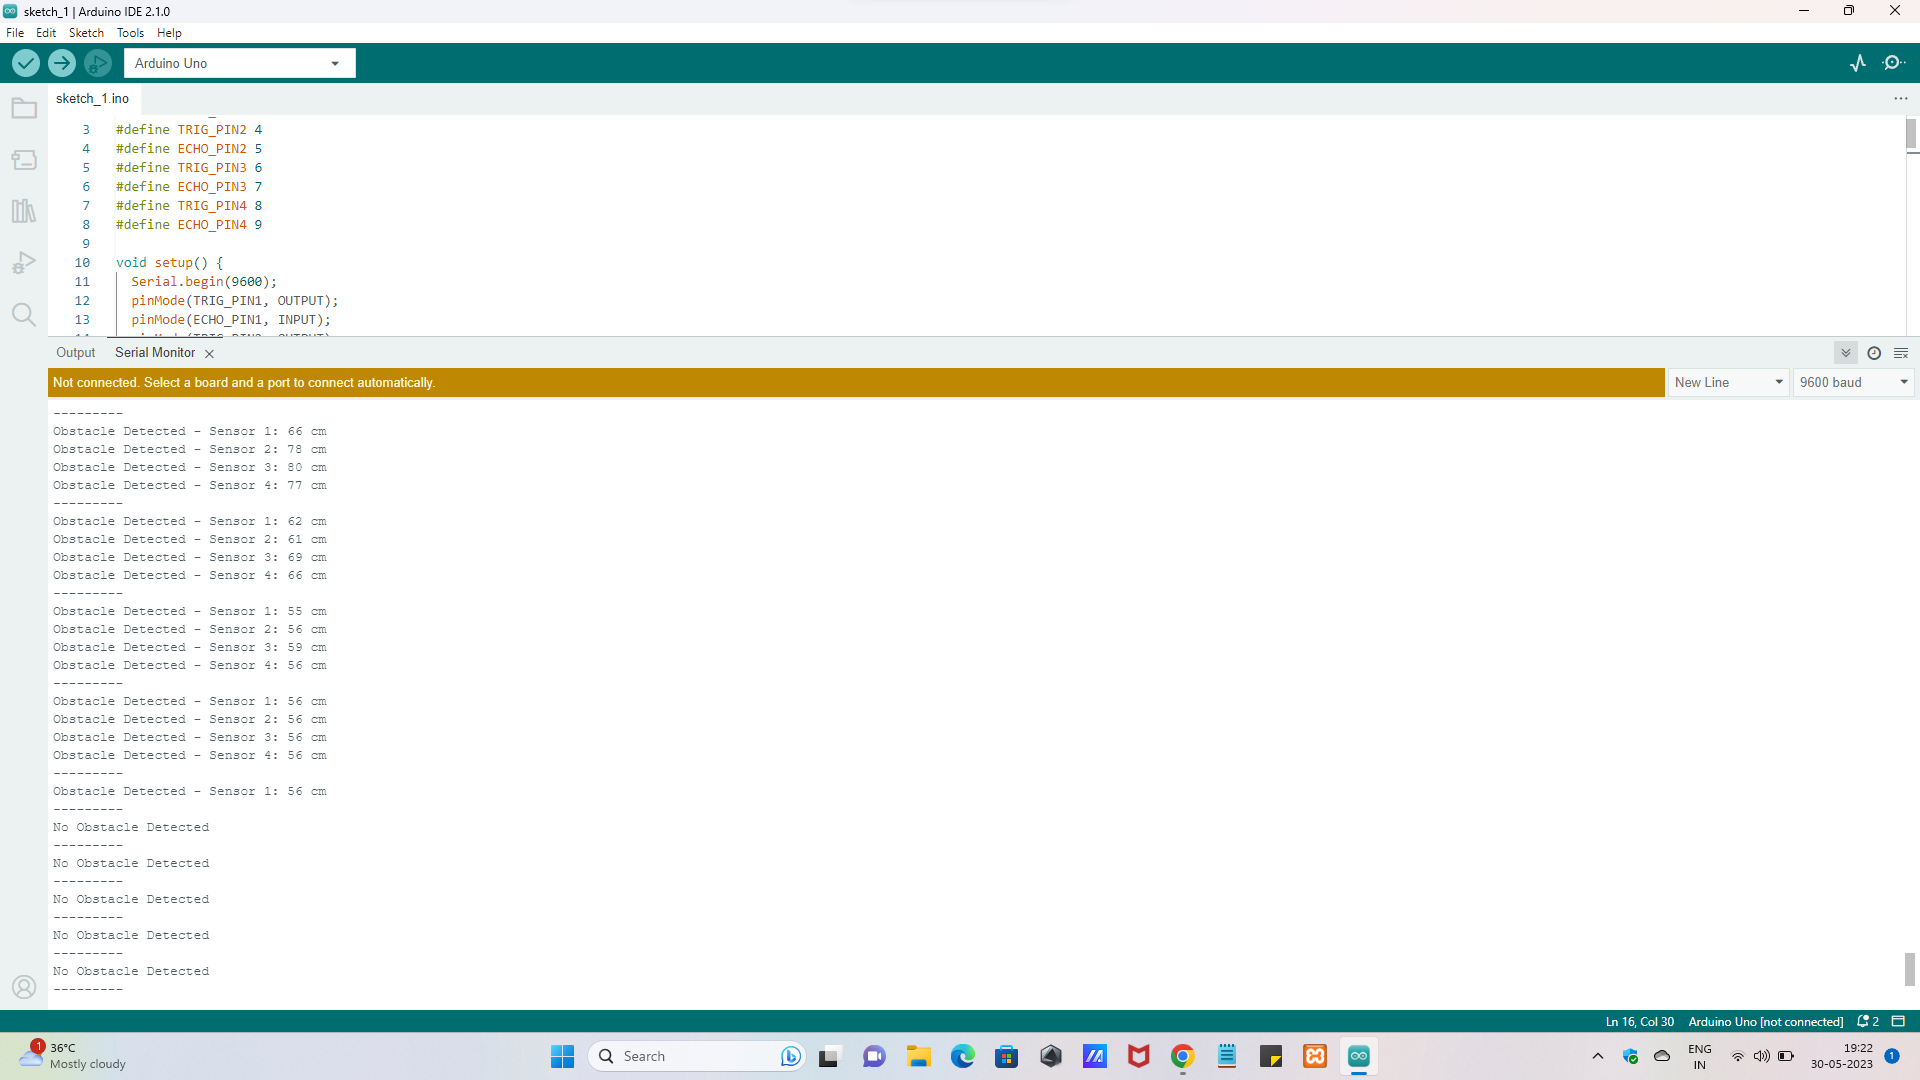 sketch_1 | Arduino IDE 2.1.0
File Edit Sketch Tools Help
Arduino Uno
sketch_1.ino
3 #define TRIG_PIN2 4
4 #define ECHO_PIN2 5
5 #define TRIG_PIN3 6
6 #define ECHO_PIN3 7
7 #define TRIG_PIN4 8
8 #define ECHO_PIN4 9
9
10 void setup() {
11 Serial.begin(9600);
12 pinMode(TRIG_PIN1, OUTPUT);
13 pinMode(ECHO_PIN1, INPUT);
Output Serial Monitor
Not connected. Select a board and a port to connect automatically. New Line 9600 baud
---------
Obstacle Detected - Sensor 1: 66 cm
Obstacle Detected - Sensor 2: 78 cm
Obstacle Detected - Sensor 3: 80 cm
Obstacle Detected - Sensor 4: 77 cm
---------
Obstacle Detected - Sensor 1: 62 cm
Obstacle Detected - Sensor 2: 61 cm
Obstacle Detected - Sensor 3: 69 cm
Obstacle Detected - Sensor 4: 66 cm
---------
Obstacle Detected - Sensor 1: 55 cm
Obstacle Detected - Sensor 2: 56 cm
Obstacle Detected - Sensor 3: 59 cm
Obstacle Detected - Sensor 4: 56 cm
---------
Obstacle Detected - Sensor 1: 56 cm
Obstacle Detected - Sensor 2: 56 cm
Obstacle Detected - Sensor 3: 56 cm
Obstacle Detected - Sensor 4: 56 cm
---------
Obstacle Detected - Sensor 1: 56 cm
---------
No Obstacle Detected
---------
No Obstacle Detected
---------
No Obstacle Detected
---------
No Obstacle Detected
---------
No Obstacle Detected
---------
Ln 16, Col 30 Arduino Uno [not connected] 2
1
36°C
Mostly cloudy
Search
ENG
IN
19:22
30-05-2023
1